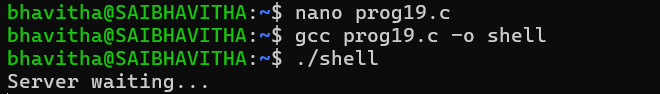 bhavitha@SAIBHAVITHA:~$ nano prog19.c
bhavitha@SAIBHAVITHA:~$ gcc prog19.c -o shell
bhavitha@SAIBHAVITHA:~$ ./shell
Server waiting...